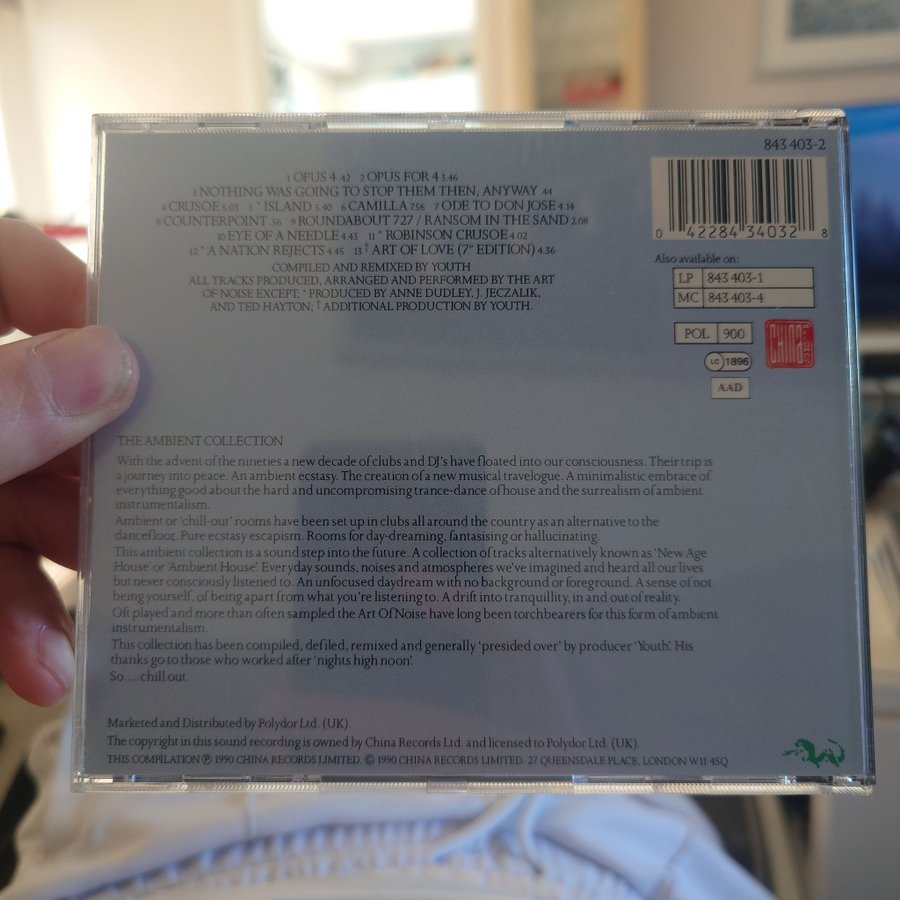 843 403-2
1 OPUS 4 .42 2 OPUS FOR 4 3.46
3 NOTHING WAS GOING TO STOP THEM THEN, ANYWAY .44
4 CRUSOE 5.03 5 * ISLAND 5.40 6 CAMILLA 7.56 7 ODE TO DON JOSE 4.14
8 COUNTERPOINT .56 9 ROUNDABOUT 727 / RANSOM IN THE SAND 2.08
10 EYE OF A NEEDLE 4.43 11 * ROBINSON CRUSOE 4.02
12 * A NATION REJECTS 4.45 13 † ART OF LOVE (7" EDITION) 4.36
COMPILED AND REMIXED BY YOUTH
ALL TRACKS PRODUCED, ARRANGED AND PERFORMED BY THE ART
OF NOISE EXCEPT; * PRODUCED BY ANNE DUDLEY, J. JECZALIK,
AND TED HAYTON; † ADDITIONAL PRODUCTION BY YOUTH.
0 42284 34032 8
Also available on:
LP 843 403-1
MC 843 403-4
POL 900
CHINA
LC 1896
AAD
THE AMBIENT COLLECTION
With the advent of the nineties a new decade of clubs and DJ's have floated into our consciousness. Their trip is
a journey into peace. An ambient ecstasy. The creation of a new musical travelogue. A minimalistic embrace of
everything good about the hard and uncompromising trance-dance of house and the surrealism of ambient
instrumentalism.
Ambient or 'chill-out' rooms have been set up in clubs all around the country as an alternative to the
dancefloor. Pure ecstasy escapism. Rooms for day-dreaming, fantasising or hallucinating.
This ambient collection is a sound step into the future. A collection of tracks alternatively known as 'New Age
House' or 'Ambient House'. Everyday sounds, noises and atmospheres we've imagined and heard all our lives
but never consciously listened to. An unfocused daydream with no background or foreground. A sense of not
being yourself, of being apart from what you're listening to. A drift into tranquillity, in and out of reality.
Oft played and more than often sampled the Art Of Noise have long been torchbearers for this form of ambient
instrumentalism.
This collection has been compiled, defiled, remixed and generally 'presided over' by producer 'Youth'. His
thanks go to those who worked after 'nights high noon'.
So.....chill out.
Marketed and Distributed by Polydor Ltd. (UK).
The copyright in this sound recording is owned by China Records Ltd. and licensed to Polydor Ltd. (UK).
THIS COMPILATION ℗ 1990 CHINA RECORDS LIMITED. © 1990 CHINA RECORDS LIMITED. 27 QUEENSDALE PLACE, LONDON W11 4SQ